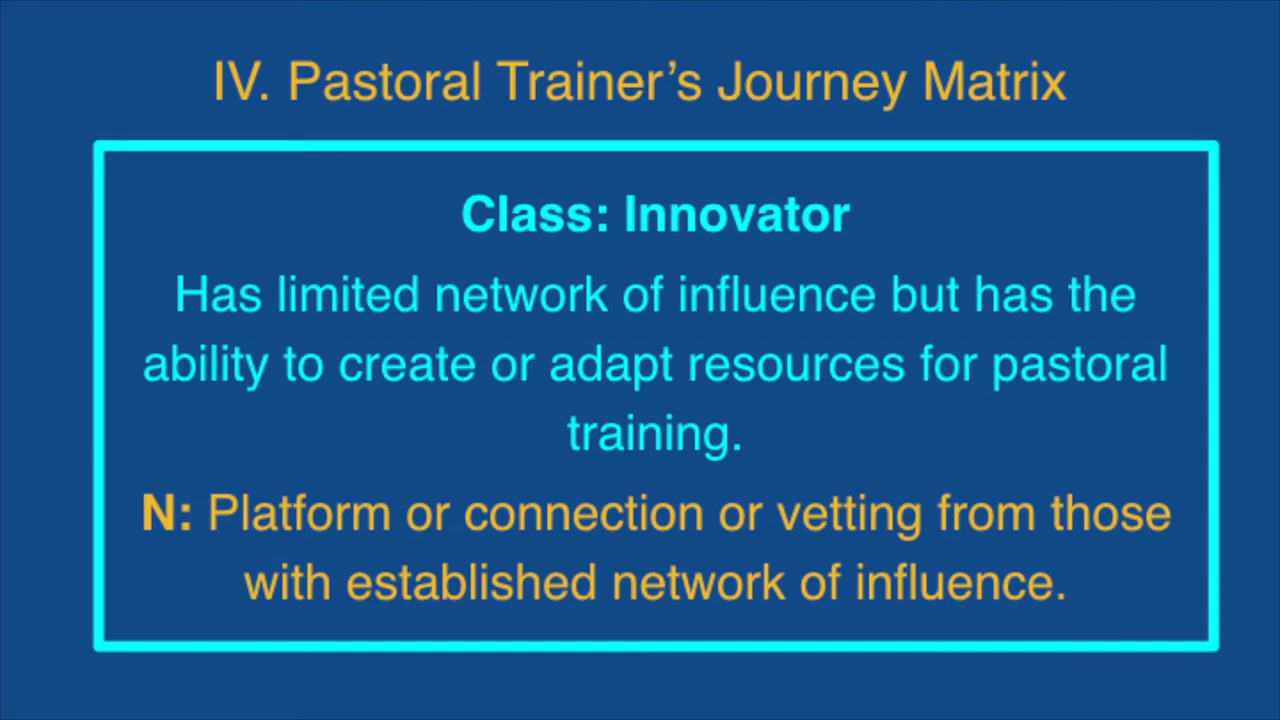 IV. Pastoral Trainer’s Journey Matrix
Class: Innovator
Has limited network of influence but has the
ability to create or adapt resources for pastoral
training.
N: Platform or connection or vetting from those
with established network of influence.